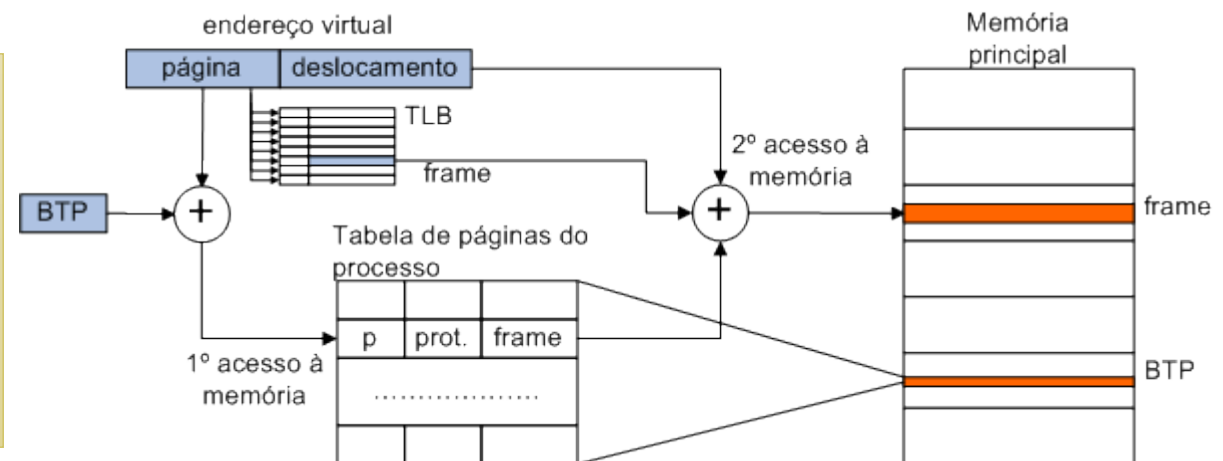 endereço virtual
Memória
principal
página deslocamento
TLB
2º acesso à
memória
frame
frame
BTP
Tabela de páginas do
processo
p prot. frame
1º acesso à
memória
BTP
....................